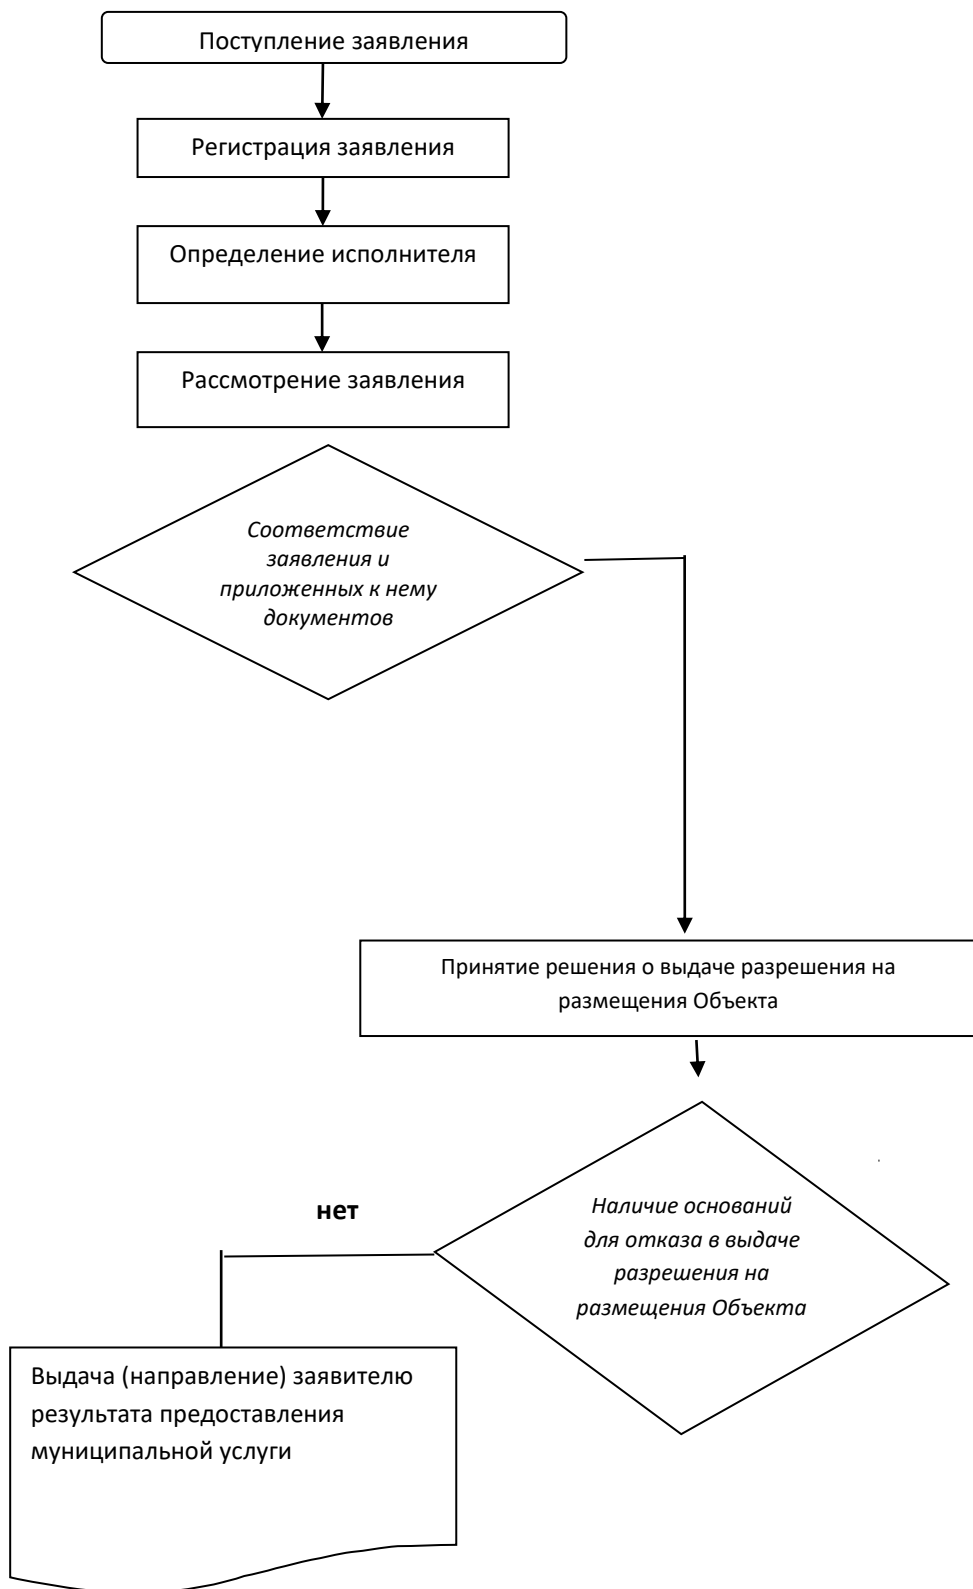 Поступление заявления
Регистрация заявления
Определение исполнителя
Рассмотрение заявления
Соответствие
заявления и
приложенных к нему
документов
Принятие решения о выдаче разрешения на
размещения Объекта
нет
Наличие оснований
для отказа в выдаче
разрешения на
размещения Объекта
Выдача (направление) заявителю
результата предоставления
муниципальной услуги